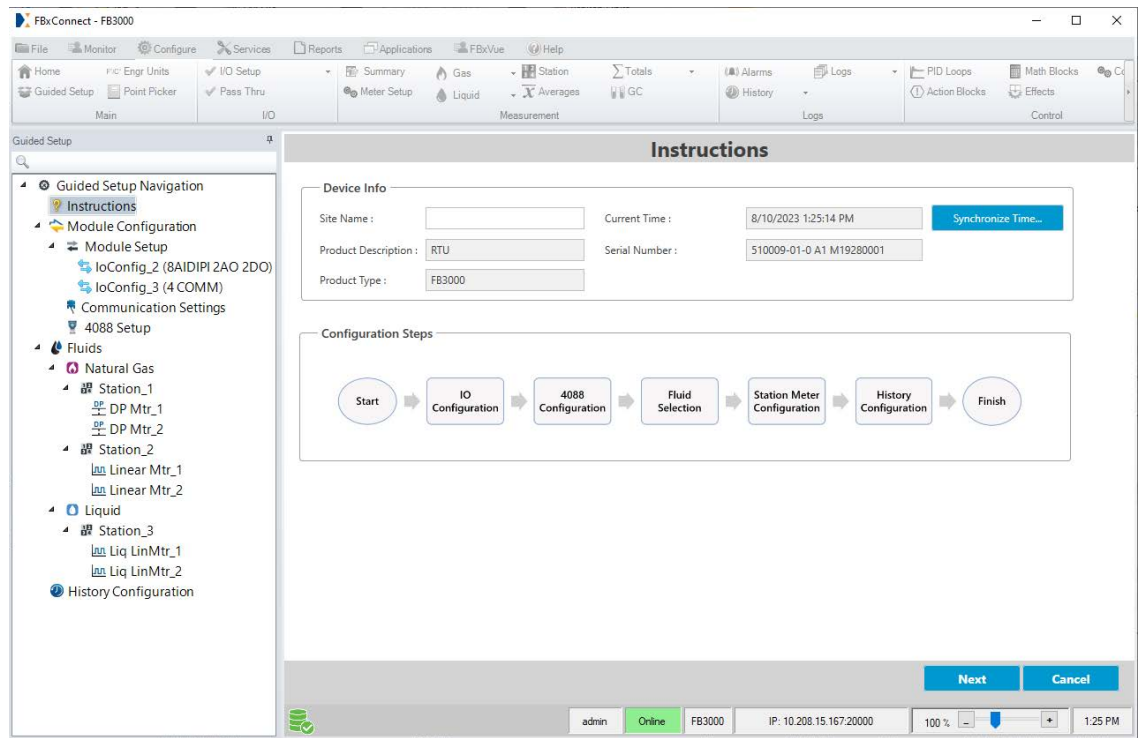 FBxConnect - FB3000
File Monitor Configure Services Reports Applications FBxVue Help
Home Engr Units I/O Setup Summary Gas Station Totals Alarms Logs PID Loops Math Blocks Co
Guided Setup Point Picker Pass Thru Meter Setup Liquid X Averages GC History Action Blocks Effects
Main I/O Measurement Logs Control
Guided Setup
Guided Setup Navigation
Instructions
Module Configuration
Module Setup
IoConfig_2 (8AIDIPI 2AO 2DO)
IoConfig_3 (4 COMM)
Communication Settings
4088 Setup
Fluids
Natural Gas
Station_1
DP DP Mtr_1
DP DP Mtr_2
Station_2
Linear Mtr_1
Linear Mtr_2
Liquid
Station_3
Liq LinMtr_1
Liq LinMtr_2
History Configuration
Instructions
Device Info
Site Name : Current Time : 8/10/2023 1:25:14 PM Synchronize Time...
Product Description : RTU Serial Number : 510009-01-0 A1 M19280001
Product Type : FB3000
Configuration Steps
Start
IO
Configuration
4088
Configuration
Fluid
Selection
Station Meter
Configuration
History
Configuration
Finish
Next Cancel
admin Online FB3000 IP: 10.208.15.167:20000 100 % - + 1:25 PM